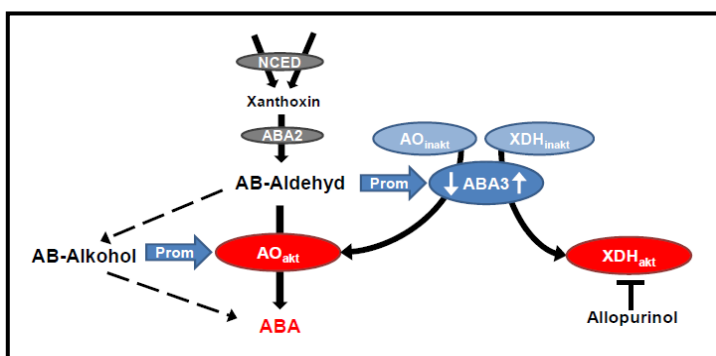 NCED
Xanthoxin
ABA2
AO inakt
XDH inakt
AB-Aldehyd
Prom
ABA3
AB-Alkohol
Prom
AO akt
XDH akt
ABA
Allopurinol